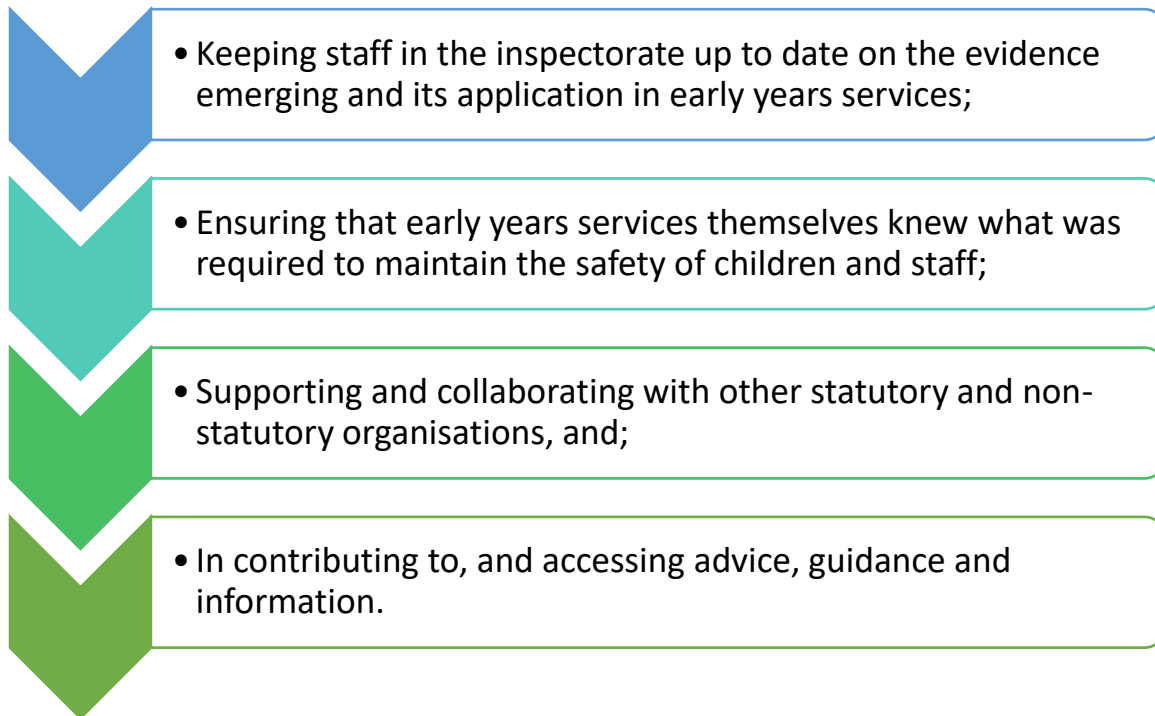 • Keeping staff in the inspectorate up to date on the evidence
emerging and its application in early years services;
• Ensuring that early years services themselves knew what was
required to maintain the safety of children and staff;
• Supporting and collaborating with other statutory and non-
statutory organisations, and;
• In contributing to, and accessing advice, guidance and
information.